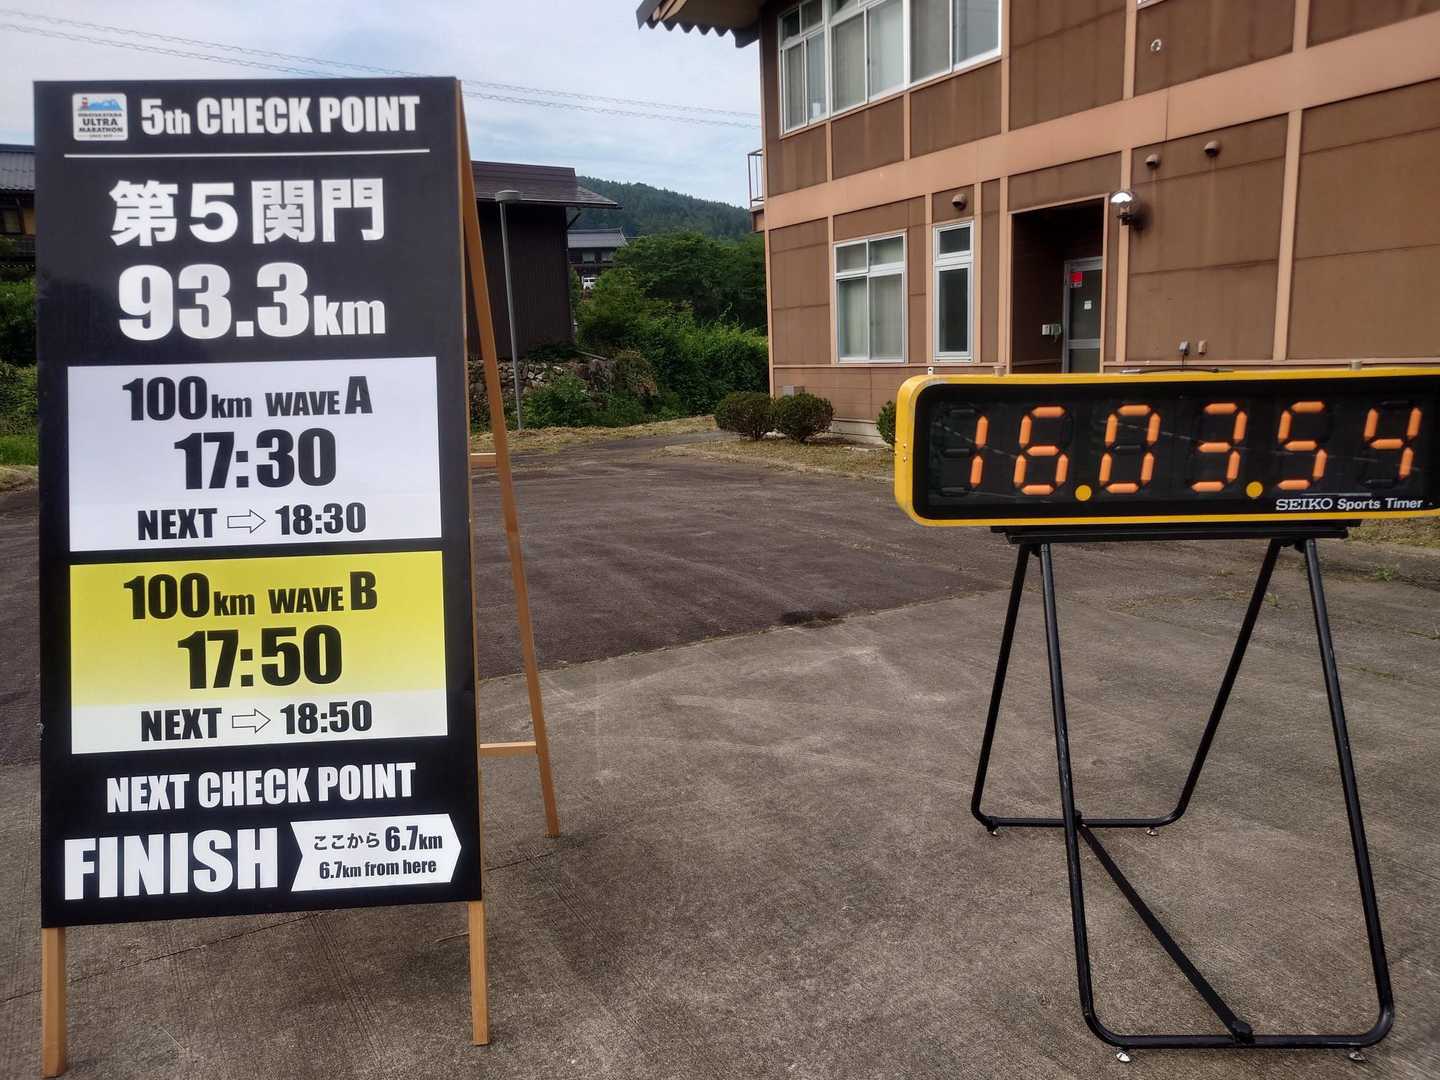 HIDATAKAYAMA
ULTRA
MARATHON
5th CHECK POINT
第5関門
93.3km
100km WAVE A
17:30
NEXT ⇨ 18:30
100km WAVE B
17:50
NEXT ⇨ 18:50
NEXT CHECK POINT
FINISH
ここから 6.7km
6.7km from here
16.03.54
SEIKO Sports Timer